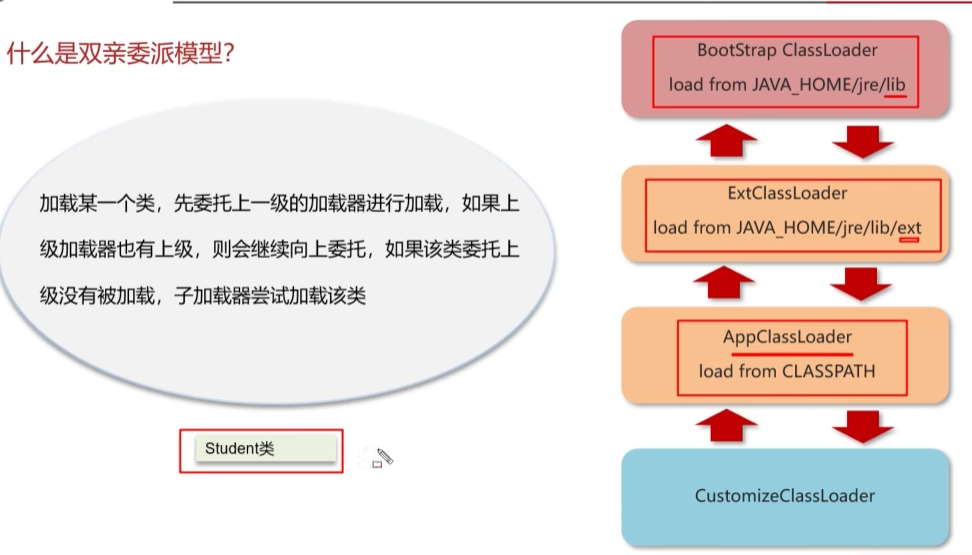 什么是双亲委派模型?
加载某一个类，先委托上一级的加载器进行加载，如果上
级加载器也有上级，则会继续向上委托，如果该类委托上
级没有被加载，子加载器尝试加载该类
Student类
BootStrap ClassLoader
load from JAVA_HOME/jre/lib
ExtClassLoader
load from JAVA_HOME/jre/lib/ext
AppClassLoader
load from CLASSPATH
CustomizeClassLoader